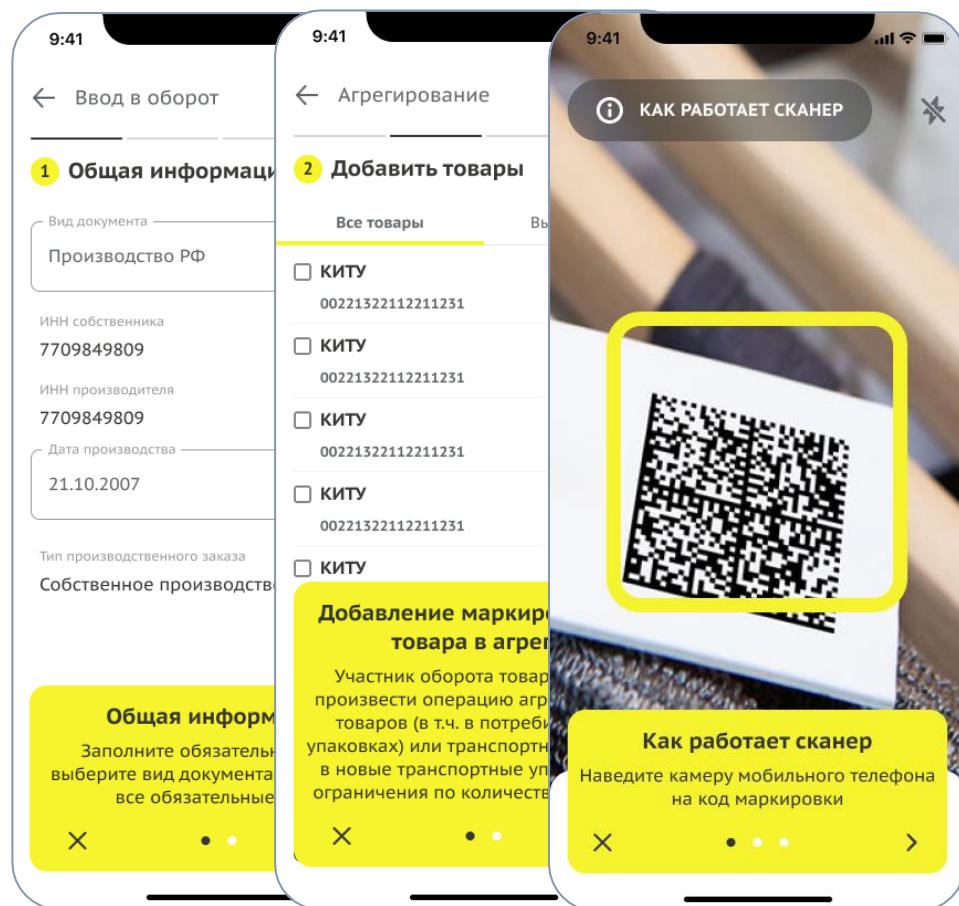 9:41
Ввод в оборот
1 Общая информаци
Вид документа
Производство РФ
ИНН собственника
7709849809
ИНН производителя
7709849809
Дата производства
21.10.2007
Тип производственного заказа
Собственное производств
Общая информ
Заполните обязательн
выберите вид документа
все обязательные
9:41
Агрегирование
2 Добавить товары
Все товары
Вы
КИТУ
00221322112211231
КИТУ
00221322112211231
КИТУ
00221322112211231
КИТУ
00221322112211231
КИТУ
Добавление маркиро
товара в агрег
Участник оборота товар
произвести операцию агр
товаров (в т.ч. в потреби
упаковках) или транспортн
в новые транспортные уп
ограничения по количеств
9:41
КАК РАБОТАЕТ СКАНЕР
Как работает сканер
Наведите камеру мобильного телефона
на код маркировки